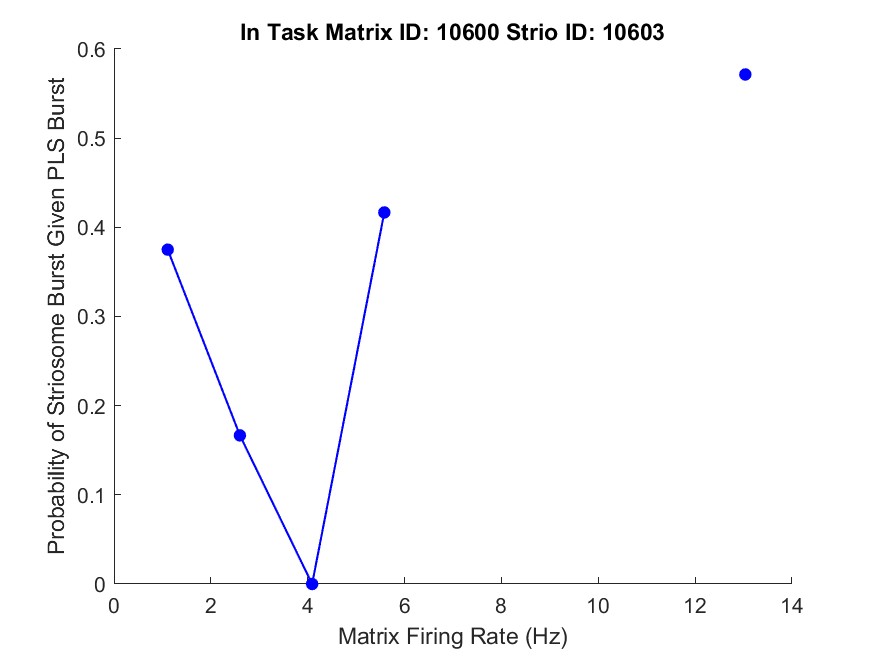 In Task Matrix ID: 10600 Strio ID: 10603
Probability of Striosome Burst Given PLS Burst
0.6
0.5
0.4
0.3
0.2
0.1
0
0 2 4 6 8 10 12 14
Matrix Firing Rate (Hz)